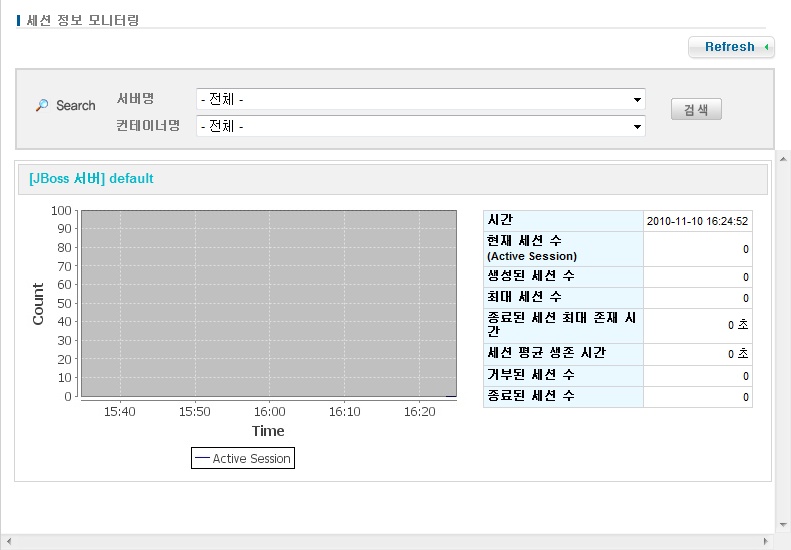 세션 정보 모니터링
Refresh
Search
서버명
- 전체 -
컨테이너명
- 전체 -
검색
[JBoss 서버] default
100
90
80
70
60
50
40
30
20
10
0
Count
15:40
15:50
16:00
16:10
16:20
Time
Active Session
시간
2010-11-10 16:24:52
현재 세션 수
(Active Session)
0
생성된 세션 수
0
최대 세션 수
0
종료된 세션 최대 존재 시
간
0 초
세션 평균 생존 시간
0 초
거부된 세션 수
0
종료된 세션 수
0